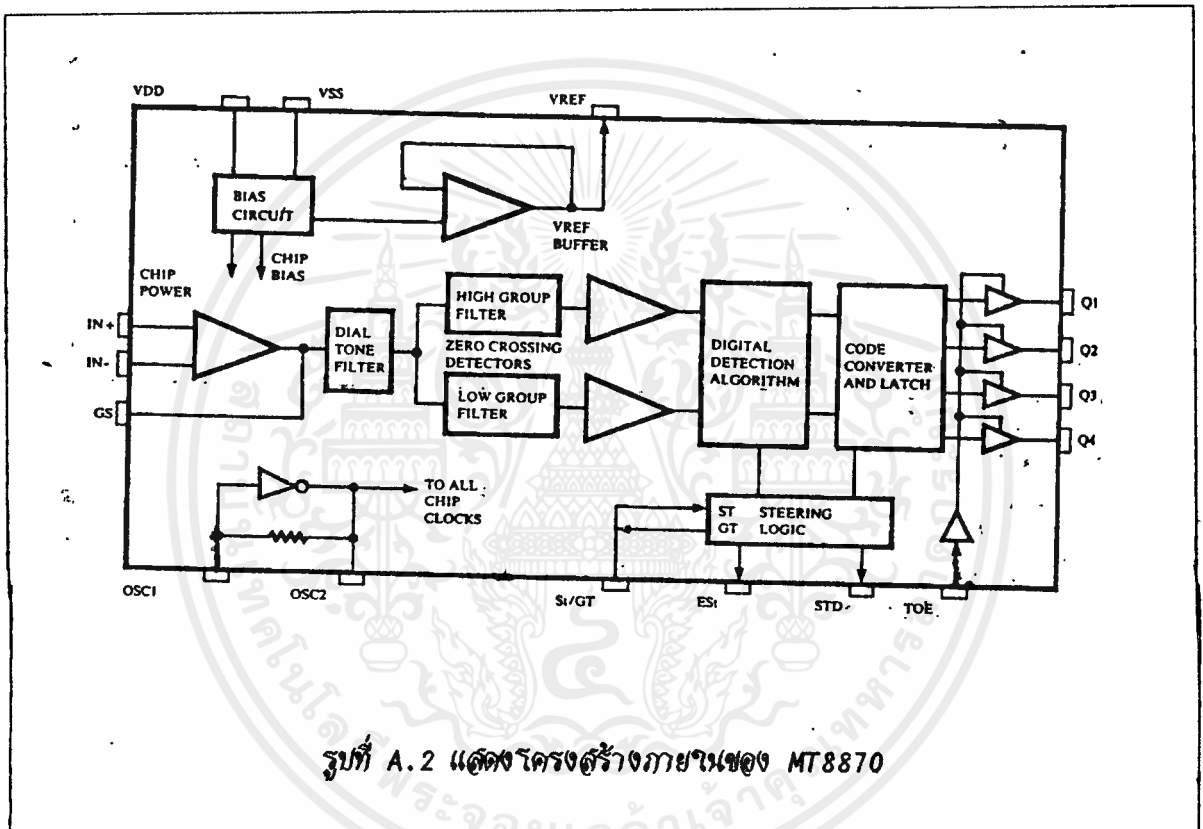 VDD
VSS
VREF
BIAS
CIRCUIT
VREF
BUFFER
CHIP
BIAS
CHIP
POWER
IN+
IN-
GS
DIAL
TONE
FILTER
HIGH GROUP
FILTER
ZERO CROSSING
DETECTORS
LOW GROUP
FILTER
DIGITAL
DETECTION
ALGORITHM
CODE
CONVERTER
AND LATCH
Q1
Q2
Q3
Q4
TO ALL
CHIP
CLOCKS
ST STEERING
GT LOGIC
OSC1
OSC2
St/GT
ESt
STD
TOE
รูปที่ A.2 แสดงโครงสร้างภายในของ MT8870